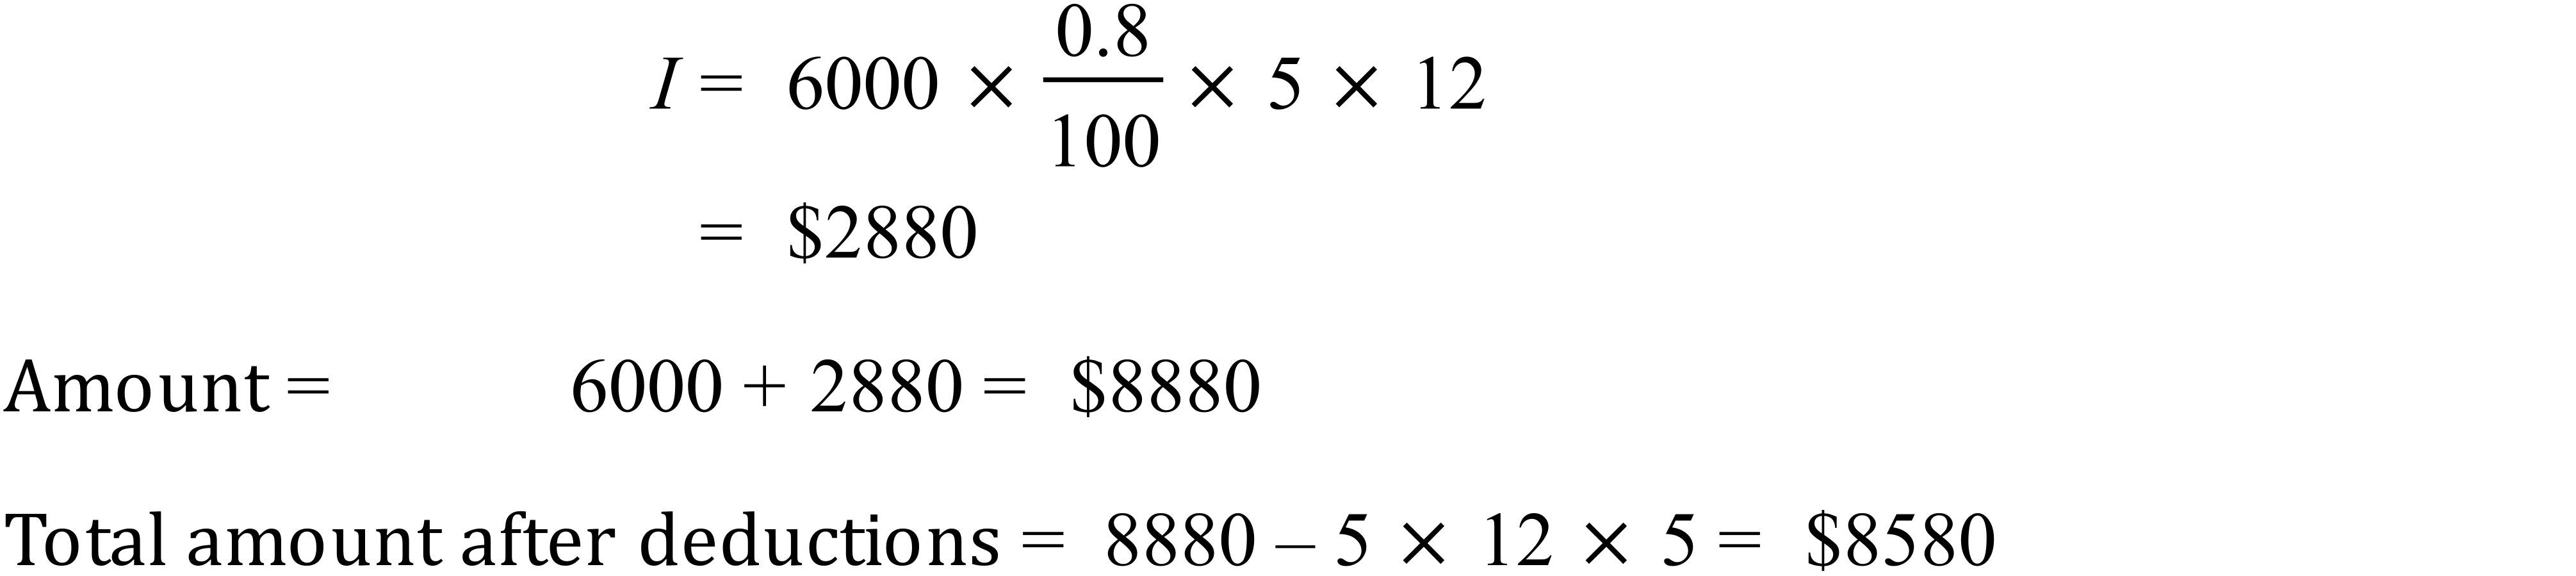 I = 6000 × 0.8/100 × 5 × 12
= $2880
Amount = 6000 + 2880 = $8880
Total amount after deductions = 8880 – 5 × 12 × 5 = $8580